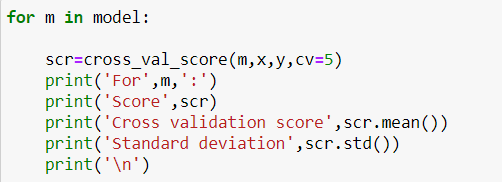 for m in model:
    scr=cross_val_score(m,x,y,cv=5)
    print('For',m,':')
    print('Score',scr)
    print('Cross validation score',scr.mean())
    print('Standard deviation',scr.std())
    print('\n')